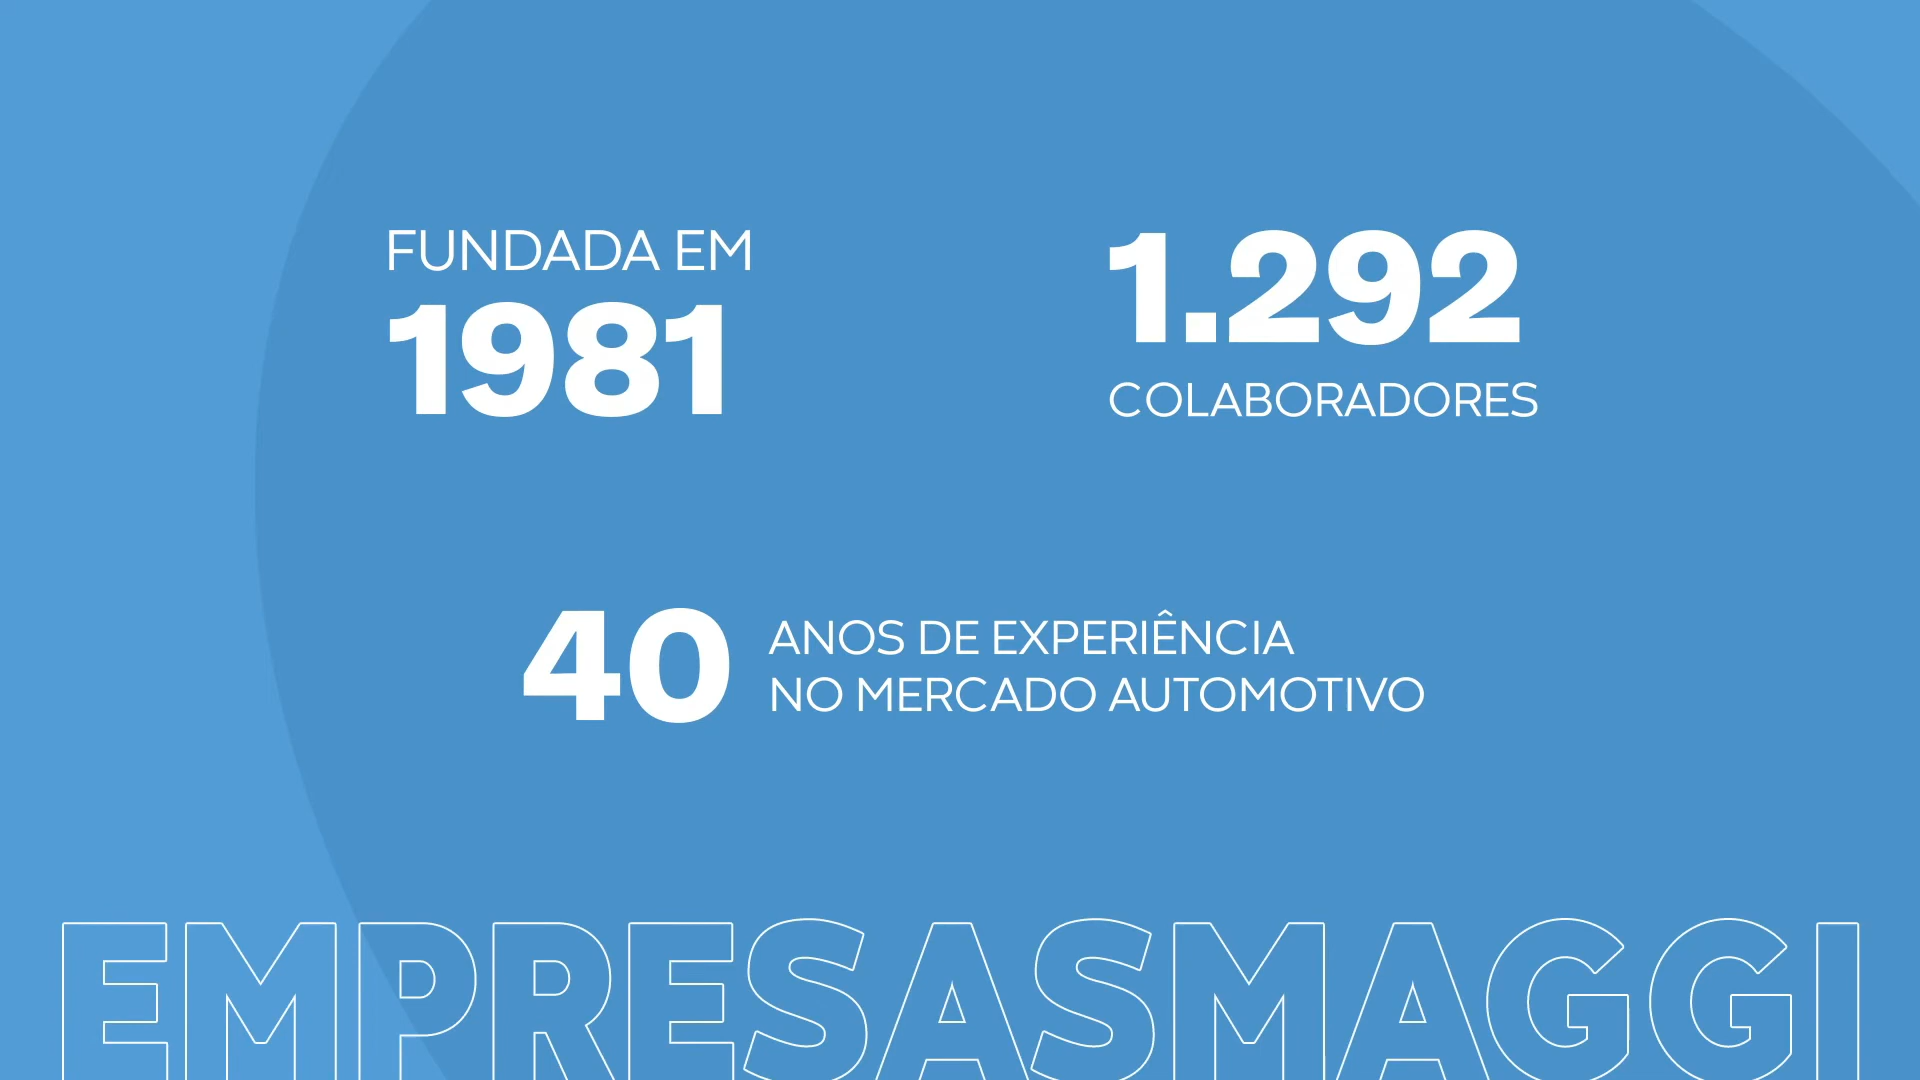 FUNDADA EM
1981
1.292
COLABORADORES
40
ANOS DE EXPERIÊNCIA
NO MERCADO AUTOMOTIVO
EMPRESASMAGGI